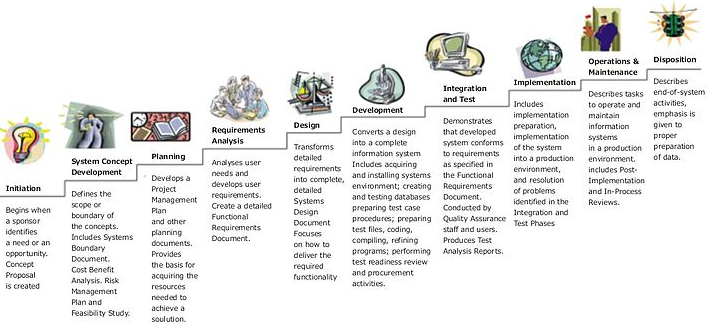 Initiation
Begins when
a sponsor
identifies
a need or an
opportunity.
Concept
Proposal
is created
System Concept
Development
Defines the
scope or
boundary of
the concepts.
Includes Systems
Boundary
Document.
Cost Benefit
Analysis. Risk
Management
Plan and
Feasibility Study.
Planning
Develops a
Project
Management
Plan
and other
planning
documents.
Provides
the basis for
acquiring the
resources
needed to
achieve a
soulution.
Requirements
Analysis
Analyses user
needs and
develops user
requirements.
Create a detailed
Functional
Requirements
Document.
Design
Transforms
detailed
requirements
into complete,
detailed
Systems
Design
Document
Focuses
on how to
deliver the
required
functionality
Development
Converts a design
into a complete
information system
Includes acquiring
and installing systems
environment; creating
and testing databases
preparing test case
procedures; preparing
test files, coding,
compiling, refining
programs; performing
test readiness review
and procurement
activities.
Integration
and Test
Demonstrates
that developed
system conforms
to requirements
as specified in
the Functional
Requirements
Document.
Conducted by
Quality Assurance
staff and users.
Produces Test
Analysis Reports.
Implementation
Includes
implementation
preparation,
implementation
of the system
into a production
environment,
and resolution
of problems
identified in the
Integration and
Test Phases
Operations &
Maintenance
Describes tasks
to operate and
maintain
information
systems
in a production
environment.
includes Post-
Implementation
and In-Process
Reviews.
Disposition
Describes
end-of-system
activities,
emphasis is
given to
proper
preparation
of data.